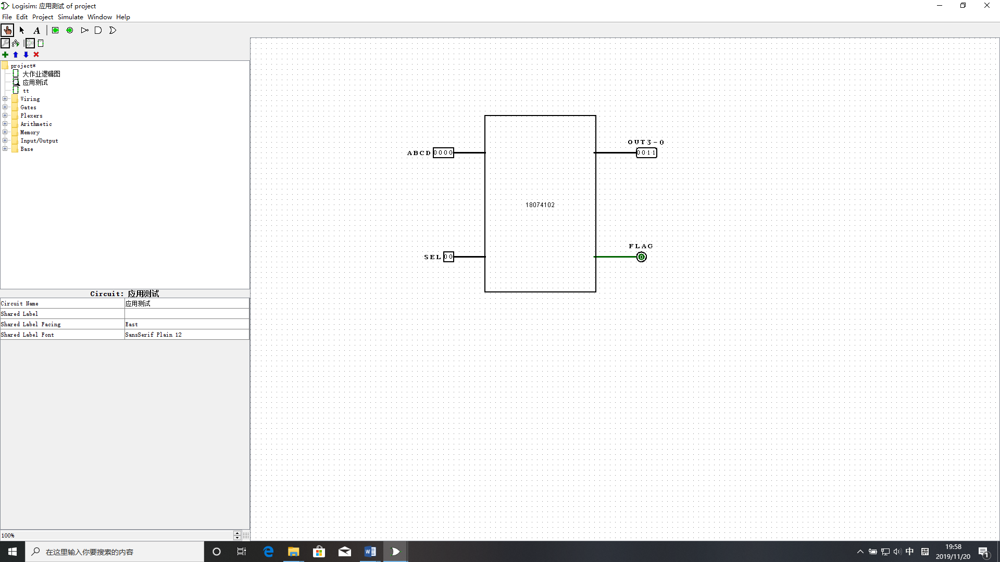 Logisim: 应用测试 of project
File Edit Project Simulate Window Help
A
project*
大作业逻辑图
应用测试
tt
Wiring
Gates
Plexers
Arithmetic
Memory
Input/Output
Base
Circuit: 应用测试
Circuit Name 应用测试
Shared Label
Shared Label Facing East
Shared Label Font SansSerif Plain 12
100%
OUT3-0
ABCD 0000
0011
18074102
FLAG
SEL 00
0
在这里输入你要搜索的内容
中 拼
19:58
2019/11/20
1